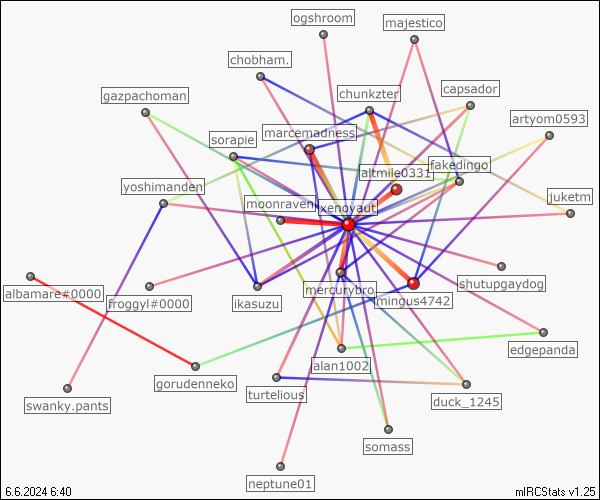 ogshroom
majestico
chobham.
chunkzter
capsador
gazpachoman
artyom0593
marcemadness
sorapie
fakedingo
altmile0331
yoshimanden
juketm
moonraven
xenoyaut
shutupgaydog
albamare#0000
froggyl#0000
ikasuzu
mercurybro.
mingus4742
edgepanda
alan1002
gorudenneko
turtelious
duck_1245
swanky.pants
somass
neptune01
6.6.2024 6:40
mIRCStats v1.25